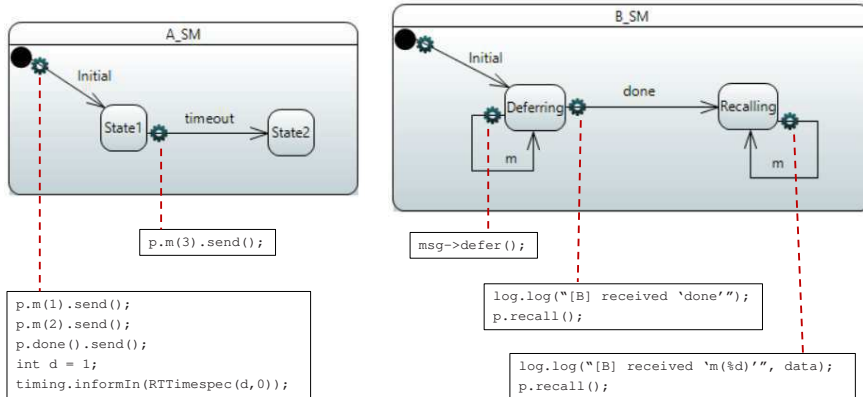 A_SM
Initial
State1
timeout
State2
p.m(3).send();
p.m(1).send();
p.m(2).send();
p.done().send();
int d = 1;
timing.informIn(RTTimespec(d,0));
B_SM
Initial
Deferring
done
Recalling
m
m
msg->defer();
log.log(“[B] received ‘done’”);
p.recall();
log.log(“[B] received ‘m(%d)’”, data);
p.recall();